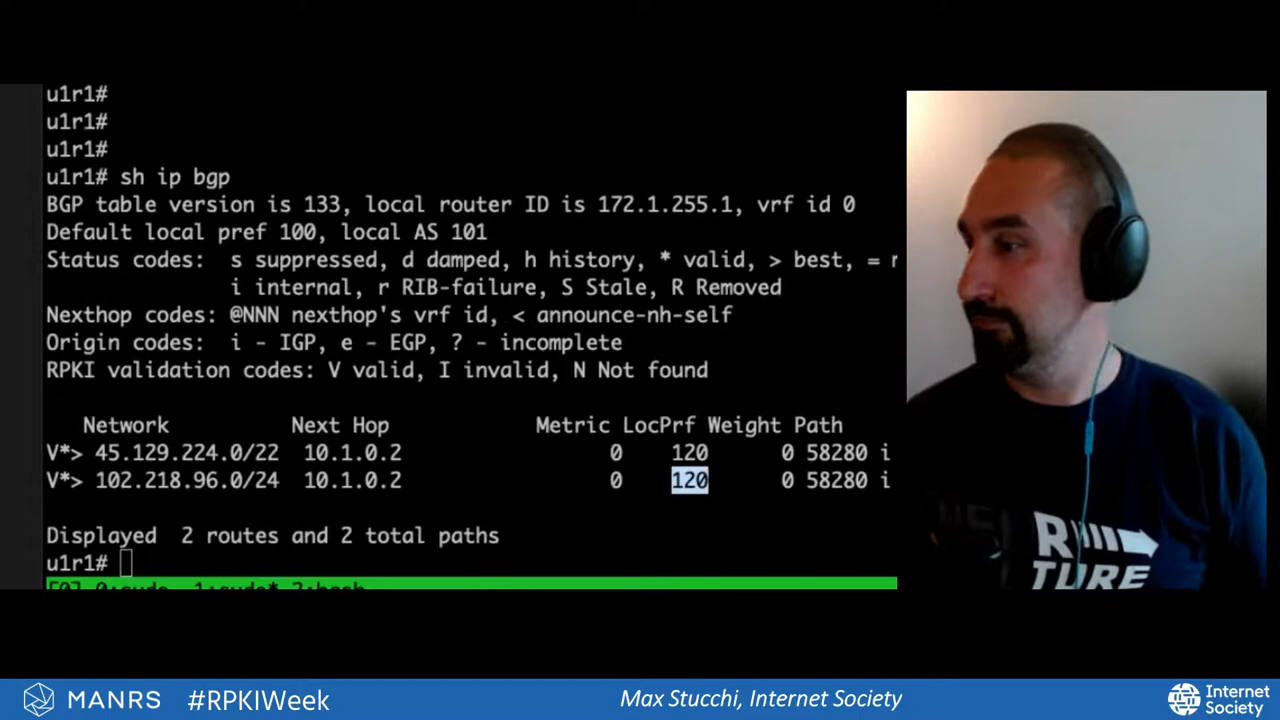 u1r1#
u1r1#
u1r1#
u1r1# sh ip bgp
BGP table version is 133, local router ID is 172.1.255.1, vrf id 0
Default local pref 100, local AS 101
Status codes:  s suppressed, d damped, h history, * valid, > best, =
i internal, r RIB-failure, S Stale, R Removed
Nexthop codes: @NNN nexthop's vrf id, < announce-nh-self
Origin codes:  i - IGP, e - EGP, ? - incomplete
RPKI validation codes: V valid, I invalid, N Not found
Network          Next Hop            Metric LocPrf Weight Path
V*> 45.129.224.0/22  10.1.0.2                 0    120      0 58280 i
V*> 102.218.96.0/24  10.1.0.2                 0    120      0 58280 i
Displayed  2 routes and 2 total paths
u1r1#
R
TURE
MANRS
#RPKIWeek
Max Stucchi, Internet Society
Internet
Society